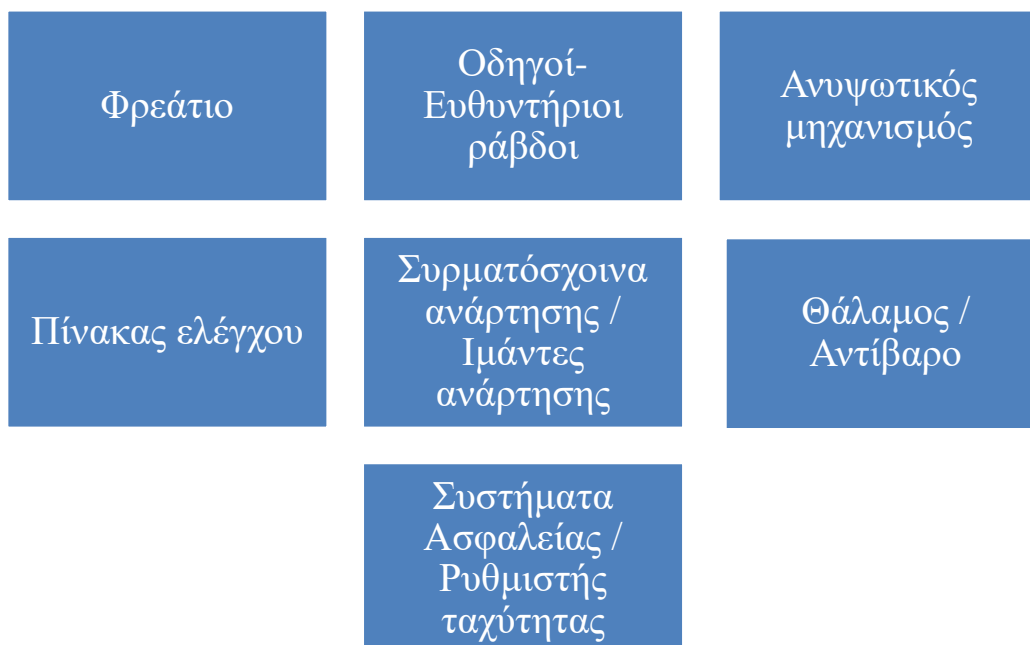 Φρεάτιο
Οδηγοί-
Ευθυντήριοι
ράβδοι
Ανυψωτικός
μηχανισμός
Πίνακας ελέγχου
Συρματόσχοινα
ανάρτησης /
Ιμάντες
ανάρτησης
Θάλαμος /
Αντίβαρο
Συστήματα
Ασφαλείας /
Ρυθμιστής
ταχύτητας